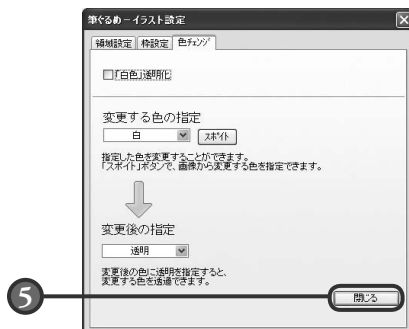 筆ぐるめ－イラスト設定
領域設定 枠設定 色ﾁｪﾝｼﾞ
「白色」透明化
変更する色の指定
白 ｽﾎﾟｲﾄ
指定した色を変更することができます。
「スポイト」ボタンで、画像から変更する色を指定できます。
変更後の指定
透明
変更後の色に透明を指定すると、
変更する色を透過できます。
5 閉じる